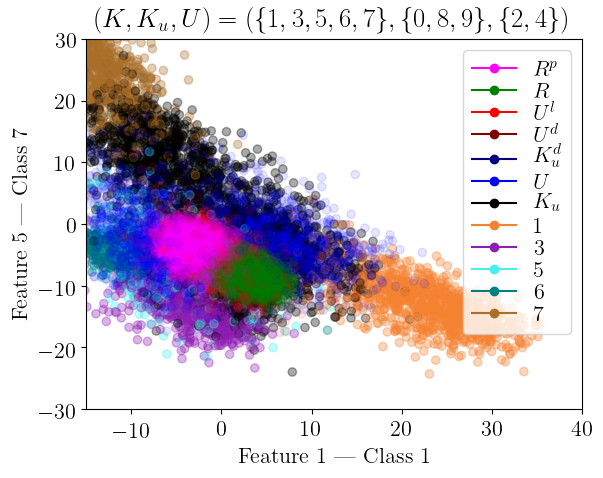 (K, K_u, U) = ({1, 3, 5, 6, 7}, {0, 8, 9}, {2, 4})
30
20
10
0
−10
−20
−30
Feature 5 — Class 7
−10
0
10
20
30
40
Feature 1 — Class 1
R^p
R
U^l
U^d
K_u^d
U
K_u
1
3
5
6
7